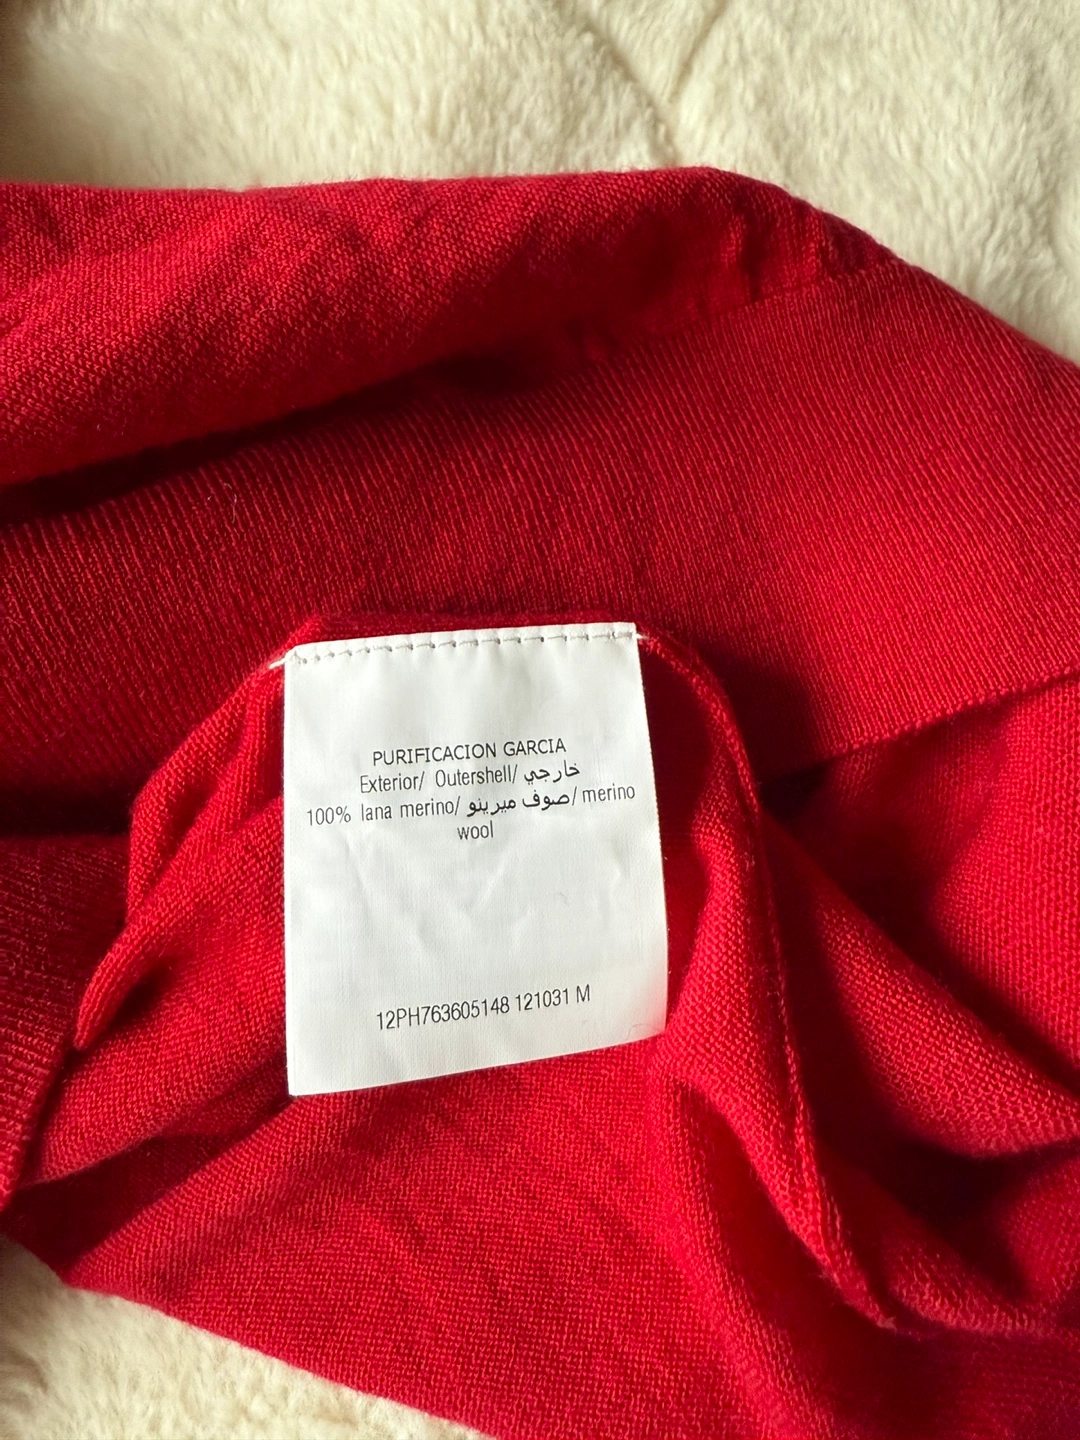 PURIFICACION GARCIA
Exterior/ Outershell/ خارجي
100% lana merino/ صوف ميرينو/ merino
wool
12PH763605148 121031 M